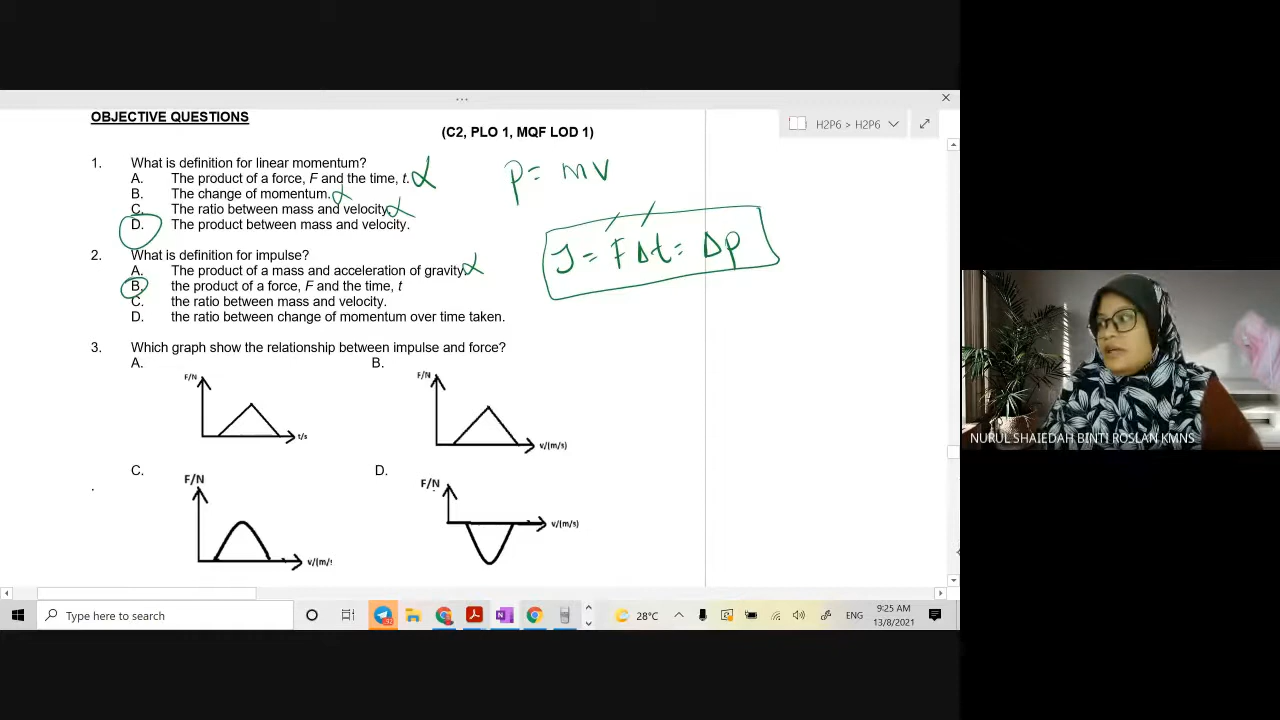 OBJECTIVE QUESTIONS
(C2, PLO 1, MQF LOD 1)
H2P6 > H2P6
1. What is definition for linear momentum?
A. The product of a force, F and the time, t.
B. The change of momentum.
C. The ratio between mass and velocity.
D. The product between mass and velocity.
p = mv
J = FΔt = Δp
2. What is definition for impulse?
A. The product of a mass and acceleration of gravity.
B. the product of a force, F and the time, t
C. the ratio between mass and velocity.
D. the ratio between change of momentum over time taken.
3. Which graph show the relationship between impulse and force?
A. B.
F/N F/N
t/s v/(m/s)
C. D.
F/N F/N
v/(m/s v/(m/s)
NURUL SHAIEDAH BINTI ROSLAN KMNS
Type here to search
28°C
ENG
9:25 AM
13/8/2021